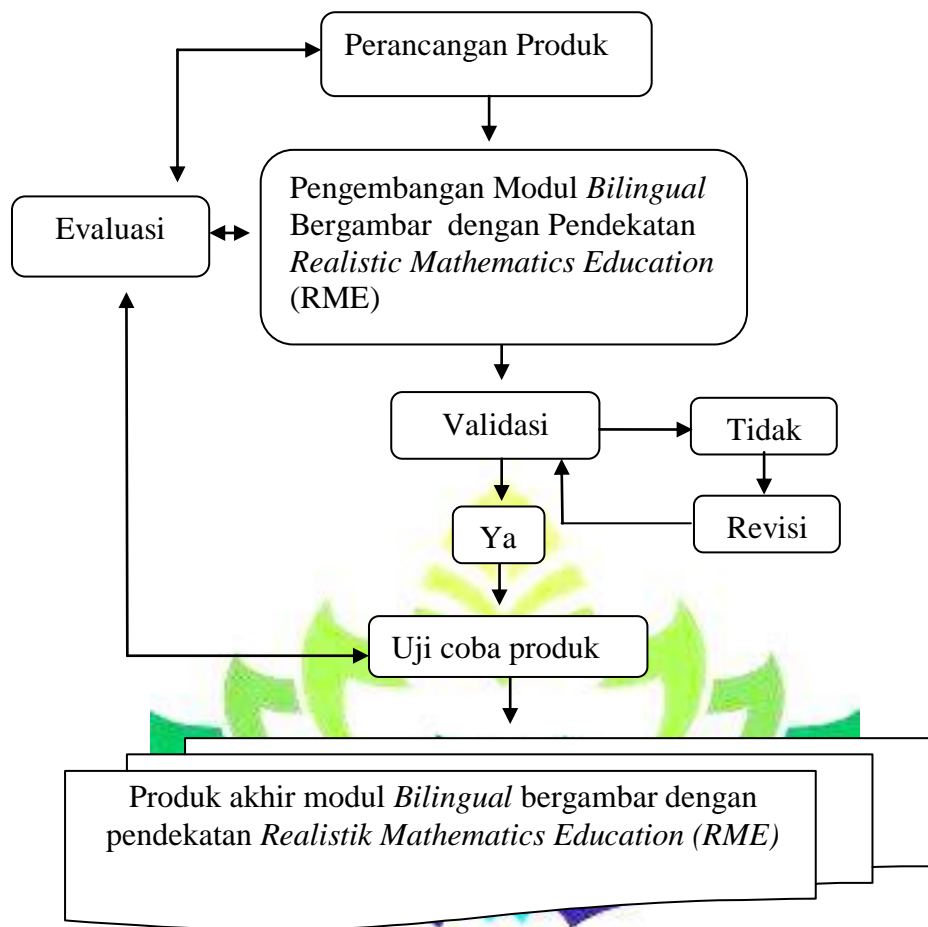 Perancangan Produk
Pengembangan Modul Bilingual
Bergambar dengan Pendekatan
Realistic Mathematics Education
(RME)
Evaluasi
Validasi
Tidak
Revisi
Ya
Uji coba produk
Produk akhir modul Bilingual bergambar dengan
pendekatan Realistik Mathematics Education (RME)